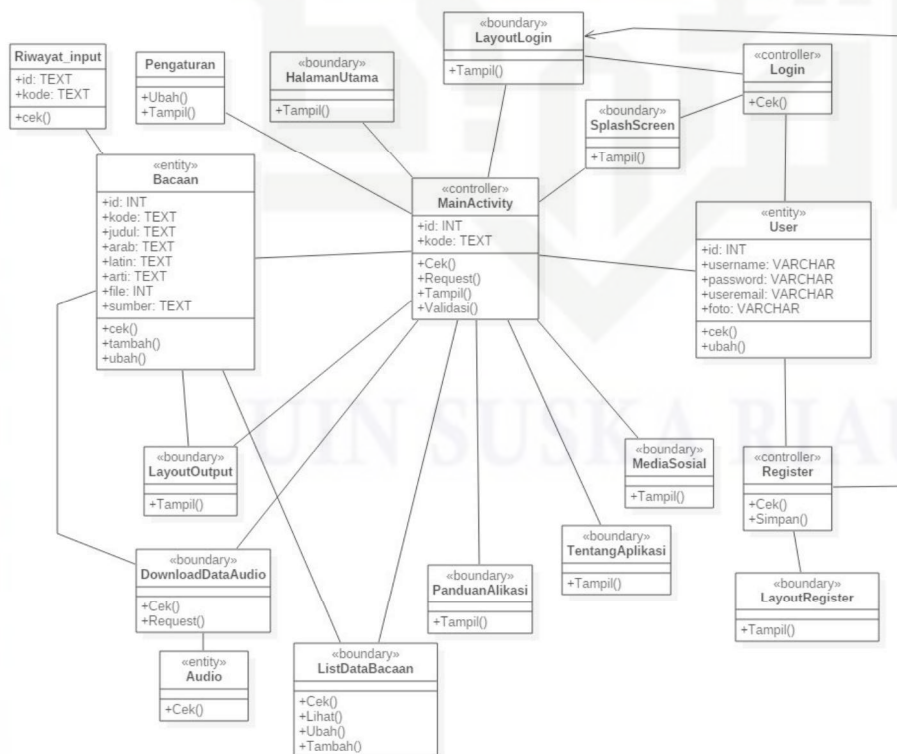 «boundary»
LayoutLogin
+Tampil()
Riwayat_input
+id: TEXT
+kode: TEXT
+cek()
Pengaturan
+Ubah()
+Tampil()
«boundary»
HalamanUtama
+Tampil()
«controller»
Login
+Cek()
«boundary»
SplashScreen
+Tampil()
«entity»
Bacaan
+id: INT
+kode: TEXT
+judul: TEXT
+arab: TEXT
+latin: TEXT
+arti: TEXT
+file: INT
+sumber: TEXT
+cek()
+tambah()
+ubah()
«controller»
MainActivity
+id: INT
+kode: TEXT
+Cek()
+Request()
+Tampil()
+Validasi()
«entity»
User
+id: INT
+username: VARCHAR
+password: VARCHAR
+useremail: VARCHAR
+foto: VARCHAR
+cek()
+ubah()
UIN SUSKA RIAU
«boundary»
LayoutOutput
+Tampil()
«boundary»
MediaSosial
+Tampil()
«controller»
Register
+Cek()
+Simpan()
«boundary»
DownloadDataAudio
+Cek()
+Request()
«boundary»
PanduanAlikasi
+Tampil()
«boundary»
TentangAplikasi
+Tampil()
«boundary»
LayoutRegister
+Tampil()
«entity»
Audio
+Cek()
«boundary»
ListDataBacaan
+Cek()
+Lihat()
+Ubah()
+Tambah()